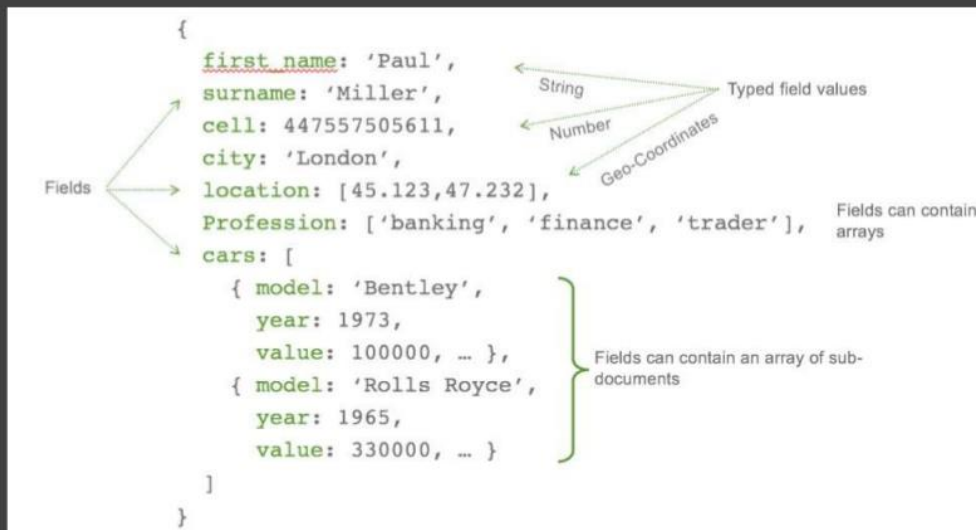 {
first_name: ‘Paul’,
surname: ‘Miller’,
cell: 447557505611,
city: ‘London’,
location: [45.123,47.232],
Profession: [‘banking’, ‘finance’, ‘trader’],
cars: [
{ model: ‘Bentley’,
year: 1973,
value: 100000, … },
{ model: ‘Rolls Royce’,
year: 1965,
value: 330000, … }
]
}
Fields
String
Number
Geo-Coordinates
Typed field values
Fields can contain
arrays
Fields can contain an array of sub-
documents